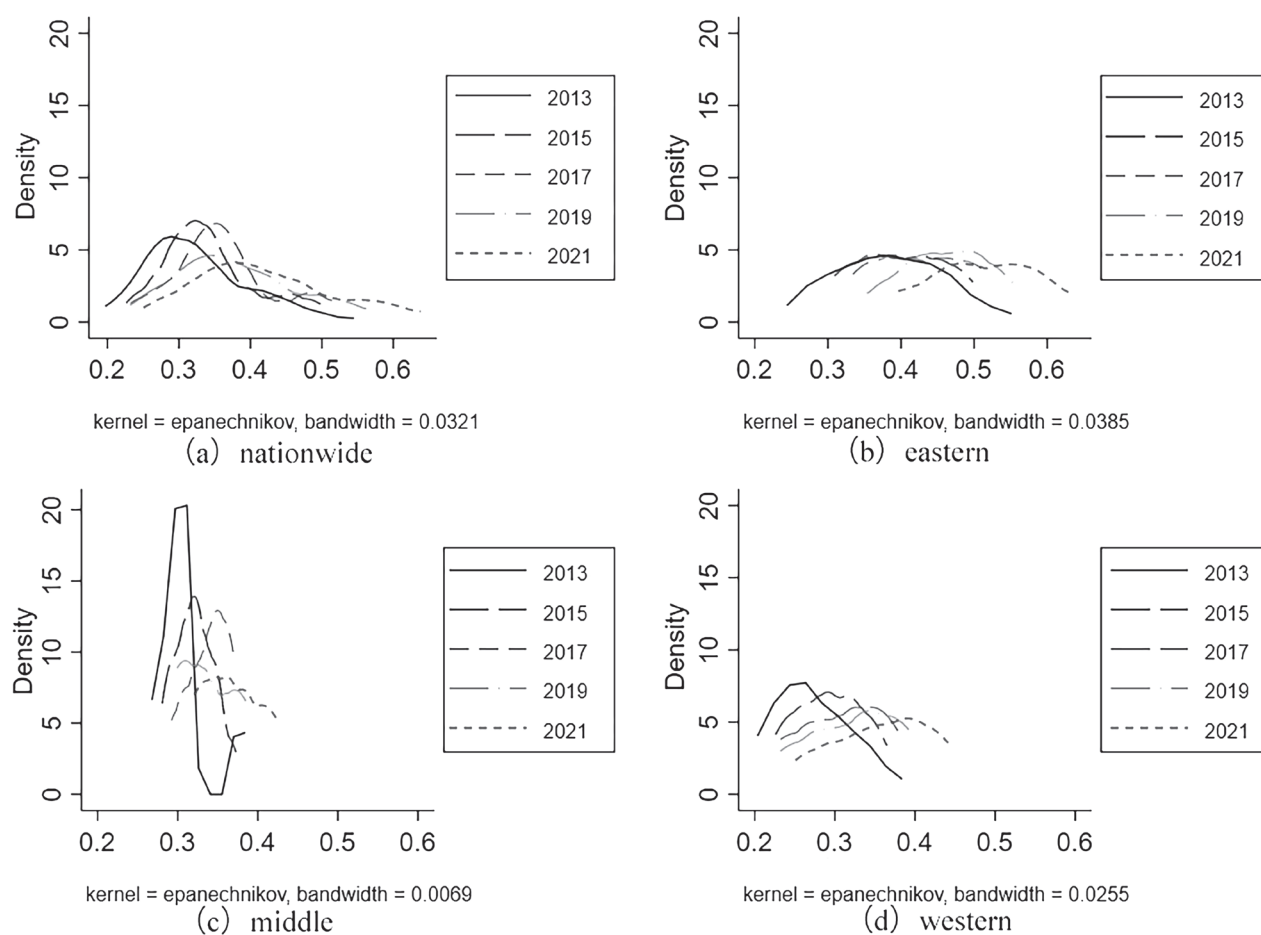 20
15
10
5
0
Density
0.2 0.3 0.4 0.5 0.6
2013
2015
2017
2019
2021
kernel = epanechnikov, bandwidth = 0.0321
(a) nationwide
20
15
10
5
0
Density
0.2 0.3 0.4 0.5 0.6
2013
2015
2017
2019
2021
kernel = epanechnikov, bandwidth = 0.0385
(b) eastern
20
15
10
5
0
Density
0.2 0.3 0.4 0.5 0.6
2013
2015
2017
2019
2021
kernel = epanechnikov, bandwidth = 0.0069
(c) middle
20
15
10
5
0
Density
0.2 0.3 0.4 0.5 0.6
2013
2015
2017
2019
2021
kernel = epanechnikov, bandwidth = 0.0255
(d) western